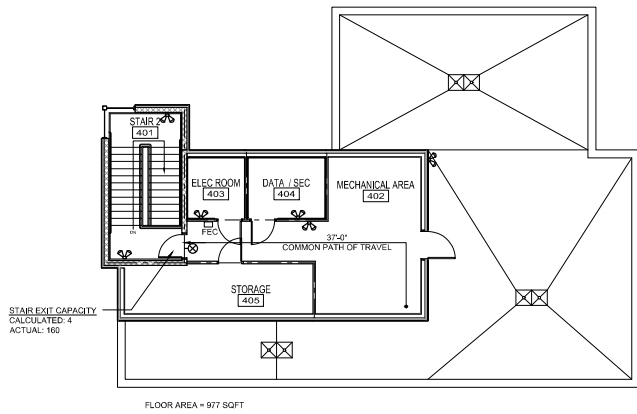 STAIR 2
401
ELEC ROOM
403
DATA / SEC
404
MECHANICAL AREA
402
DN
FEC
37'-0"
COMMON PATH OF TRAVEL
STORAGE
405
STAIR EXIT CAPACITY
CALCULATED: 4
ACTUAL: 160
FLOOR AREA = 977 SQFT